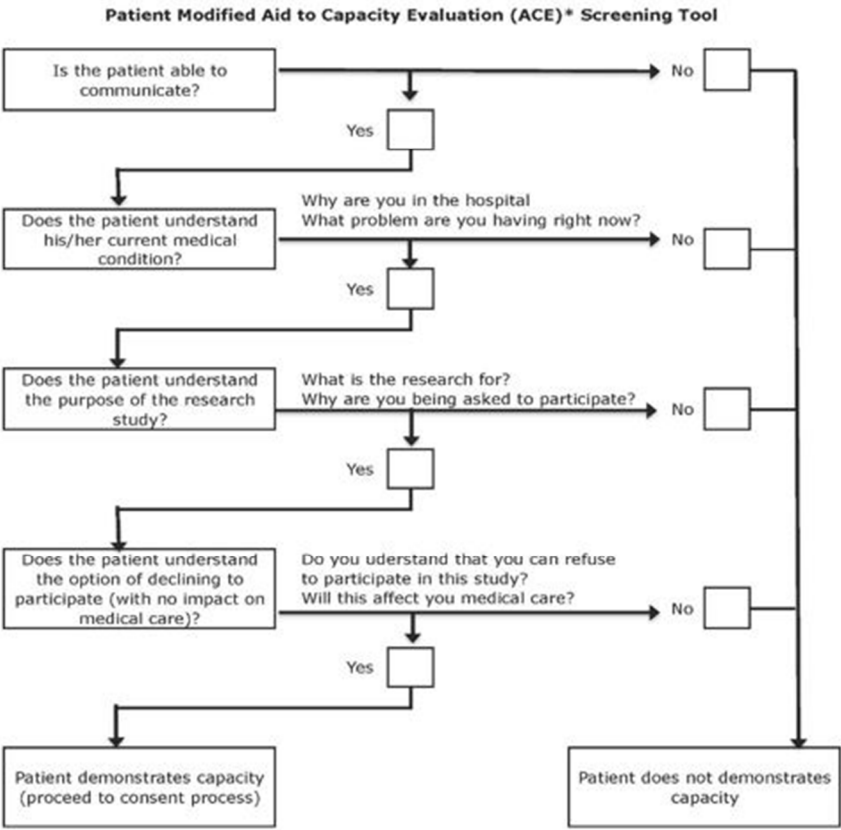 Patient Modified Aid to Capacity Evaluation (ACE)* Screening Tool
Is the patient able to
communicate?
No
Yes
Does the patient understand
his/her current medical
condition?
Why are you in the hospital
What problem are you having right now?
No
Yes
Does the patient understand
the purpose of the research
study?
What is the research for?
Why are you being asked to participate?
No
Yes
Does the patient understand
the option of declining to
participate (with no impact on
medical care)?
Do you uderstand that you can refuse
to participate in this study?
Will this affect you medical care?
No
Yes
Patient demonstrates capacity
(proceed to consent process)
Patient does not demonstrates
capacity